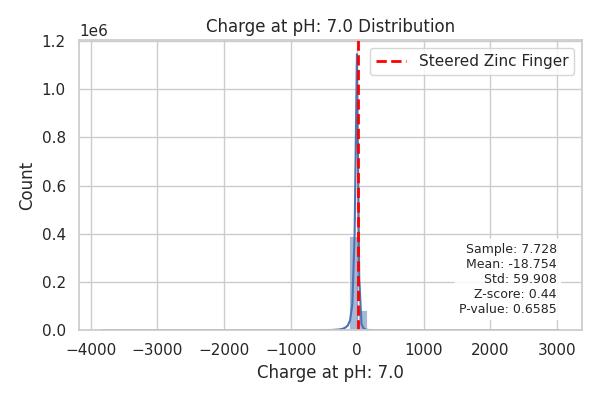 Charge at pH: 7.0 Distribution
1e6
1.2
1.0
0.8
0.6
0.4
0.2
0.0
Count
Steered Zinc Finger
Sample: 7.728
Mean: -18.754
Std: 59.908
Z-score: 0.44
P-value: 0.6585
−4000 −3000 −2000 −1000 0 1000 2000 3000
Charge at pH: 7.0